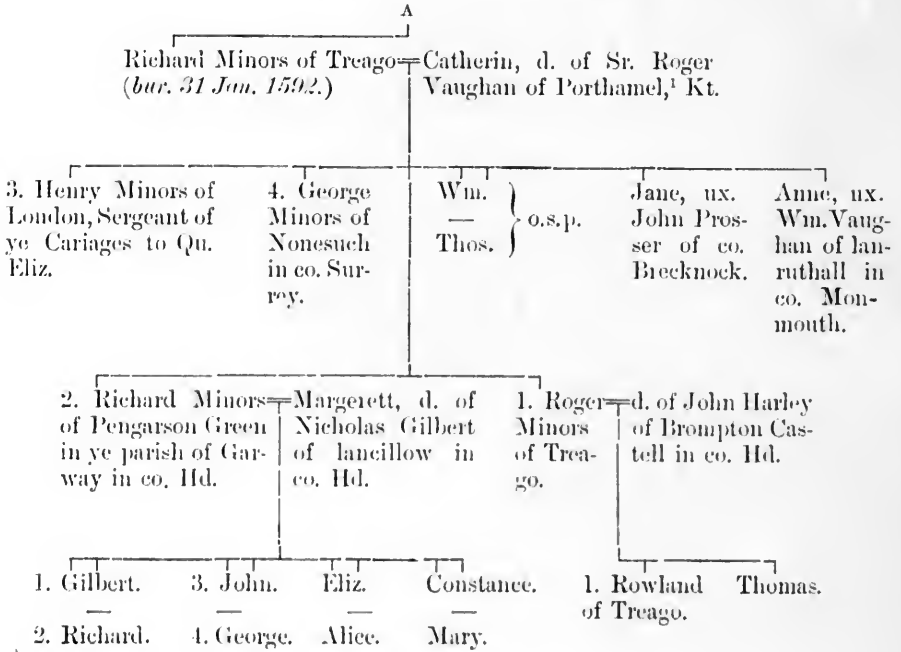 A
Richard Minors of Treago
(bur. 31 Jan. 1592.)
Catherin, d. of Sr. Roger
Vaughan of Porthamel,¹ Kt.
3. Henry Minors of
London, Sergeant of
ye Cariages to Qu.
Eliz.
4. George
Minors of
Nonesuch
in co. Sur-
rey.
Wm.
—
Thos.
} o.s.p.
Jane, ux.
John Pros-
ser of co.
Brecknock.
Anne, ux.
Wm. Vaug-
han of lan-
ruthall in
co. Mon-
mouth.
2. Richard Minors
of Pengarson Green
in ye parish of Gar-
way in co. Hd.
Margerett, d. of
Nicholas Gilbert
of lancillow in
co. Hd.
1. Roger
Minors
of Trea-
go.
d. of John Harley
of Brompton Cas-
tell in co. Hd.
1. Gilbert.
—
2. Richard.
3. John.
—
4. George.
Eliz.
—
Alice.
Constance.
—
Mary.
1. Rowland
of Treago.
Thomas.